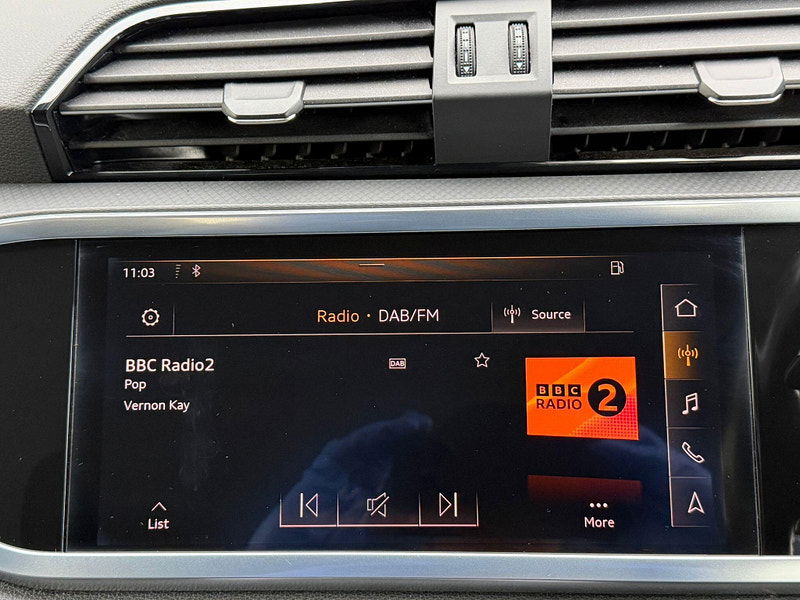 11:03
Radio · DAB/FM
Source
BBC Radio2
DAB
Pop
Vernon Kay
BBC
RADIO 2
List
More